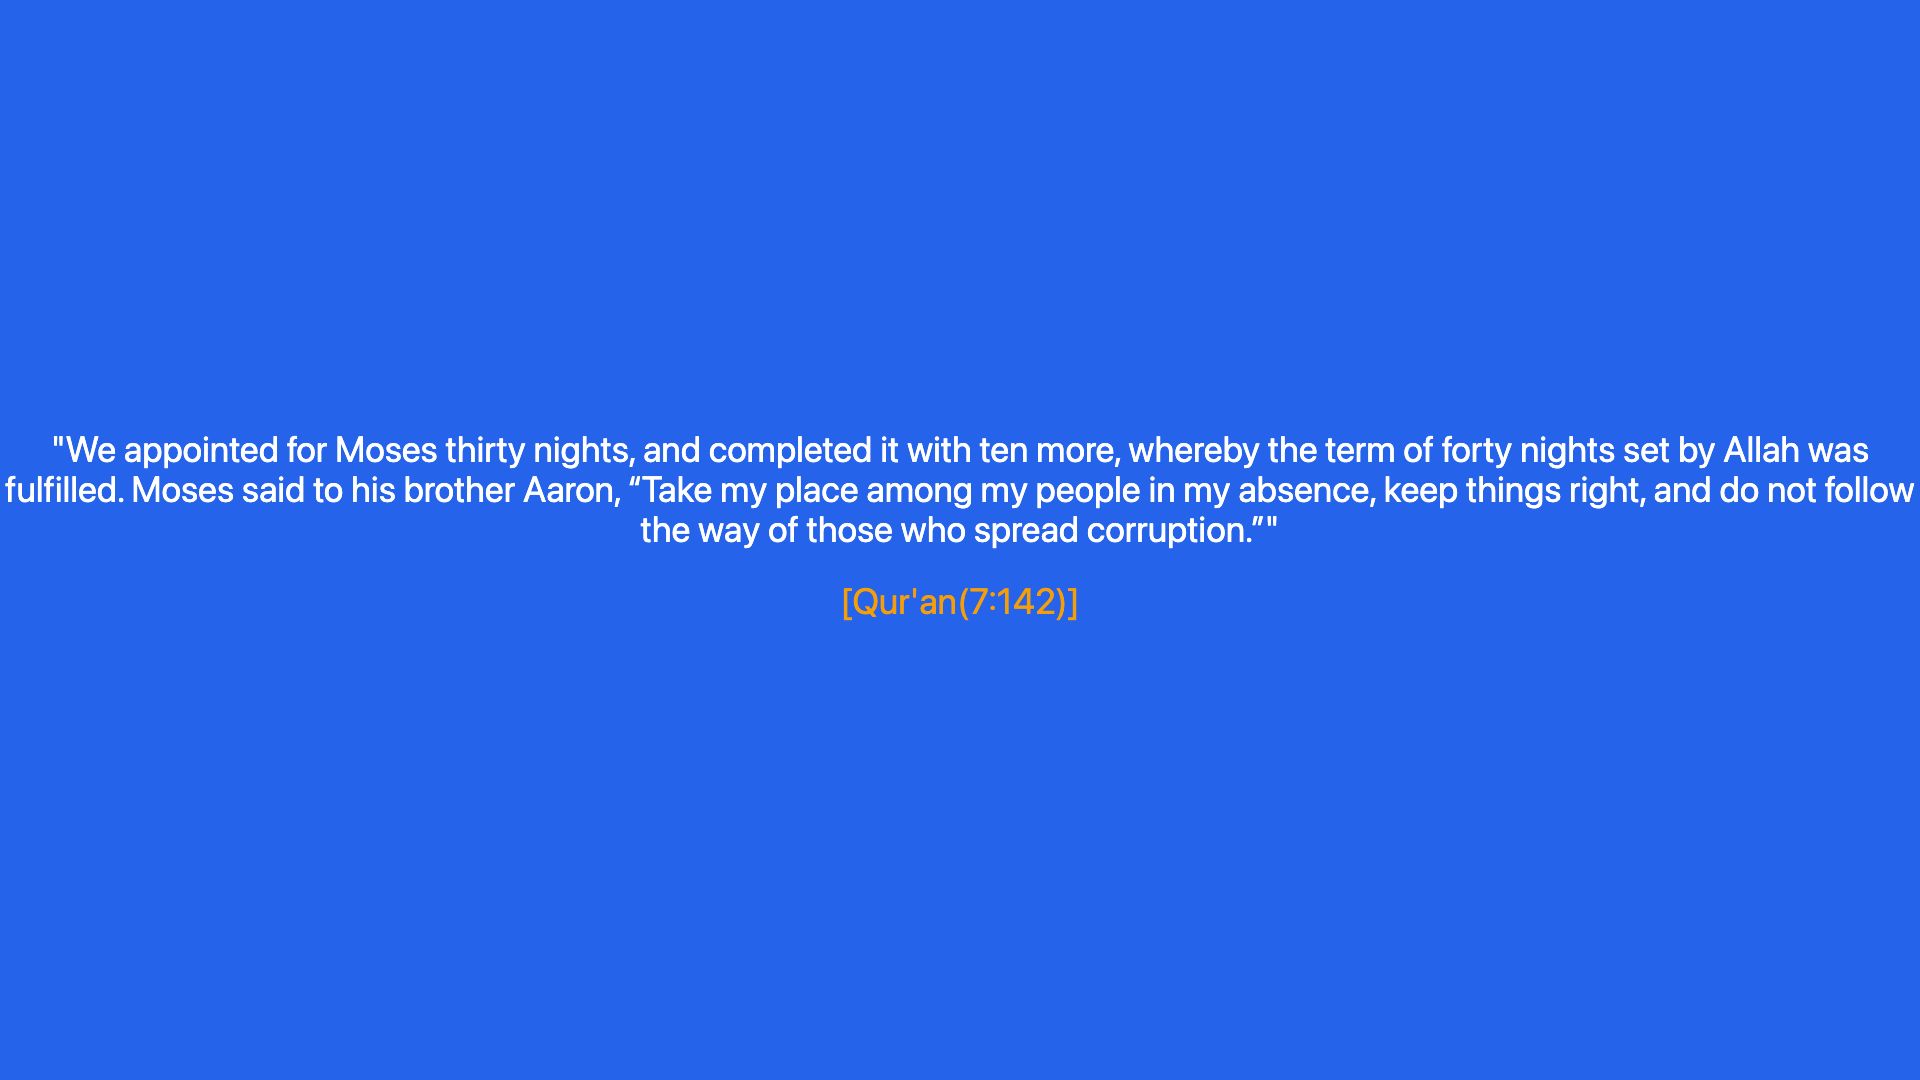 "We appointed for Moses thirty nights, and completed it with ten more, whereby the term of forty nights set by Allah was
fulfilled. Moses said to his brother Aaron, “Take my place among my people in my absence, keep things right, and do not follow
the way of those who spread corruption.”"
[Qur'an(7:142)]